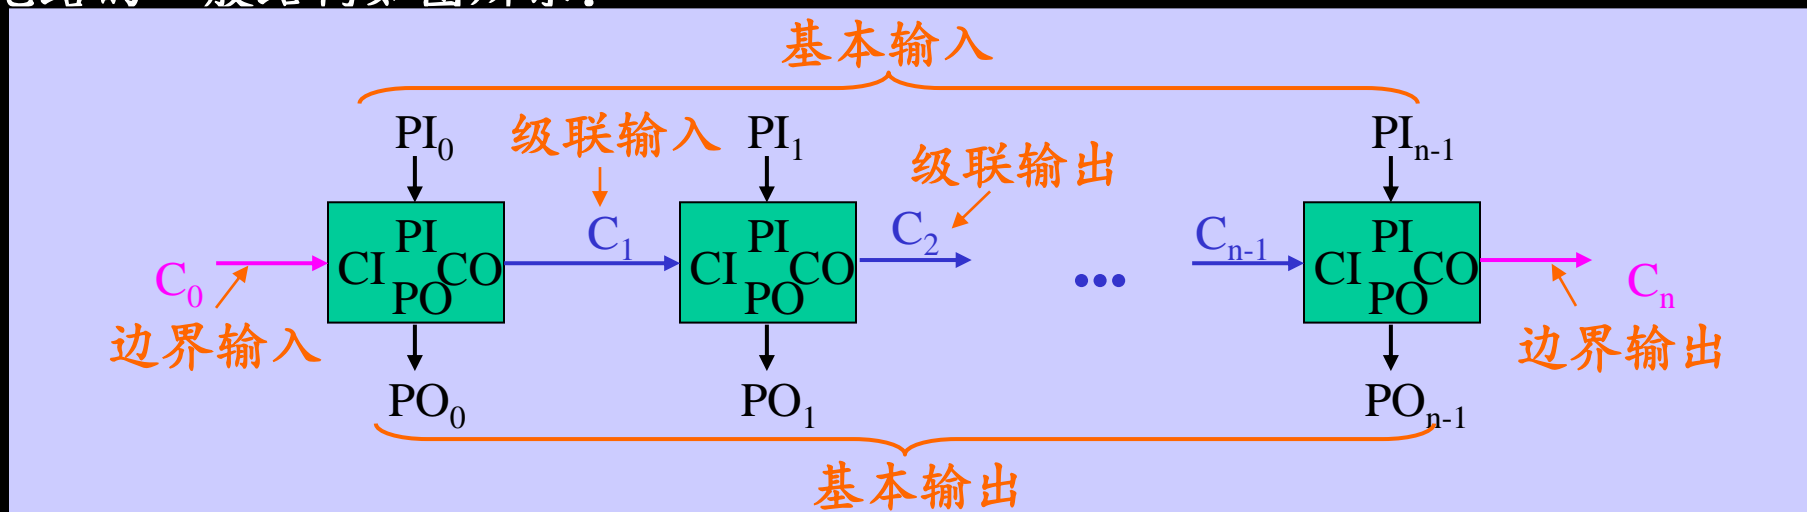 基本输入
PI0 级联输入 PI1 级联输出 PIn-1
C0 CI PI CO PO C1 CI PI CO PO C2 ... Cn-1 CI PI CO PO Cn
边界输入 边界输出
PO0 PO1 POn-1
基本输出